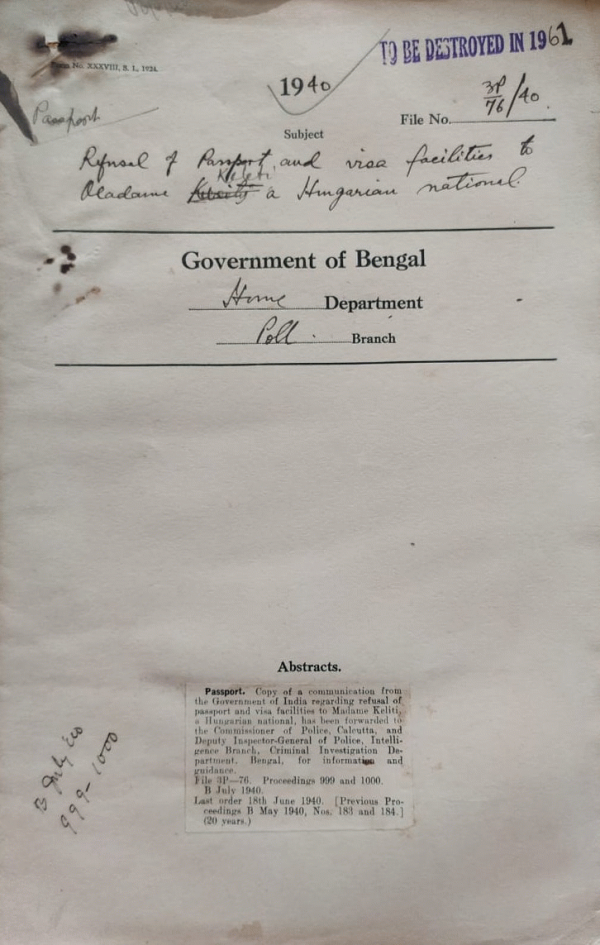 Form No. XXXVIII, B. I., 1924.
TO BE DESTROYED IN 1961
1940
Passport
File No. 3P/76/40.
Subject
Refusal of Passport, and visa facilities to
Madame a Hungarian national.
Government of Bengal
Home Department
Poll. Branch
Abstracts.
Passport. Copy of a communication from
the Government of India regarding refusal of
passport and visa facilities to Madame Keliti,
a Hungarian national, has been forwarded to
the Commissioner of Police, Calcutta, and
Deputy Inspector-General of Police, Intelli-
gence Branch, Criminal Investigation De-
partment, Bengal, for information and
guidance.
File 3P—76. Proceedings 999 and 1000.
B July 1940.
Last order 18th June 1940. [Previous Pro-
ceedings B May 1940, Nos. 183 and 184.]
(20 years.)
B July '40
999-1000